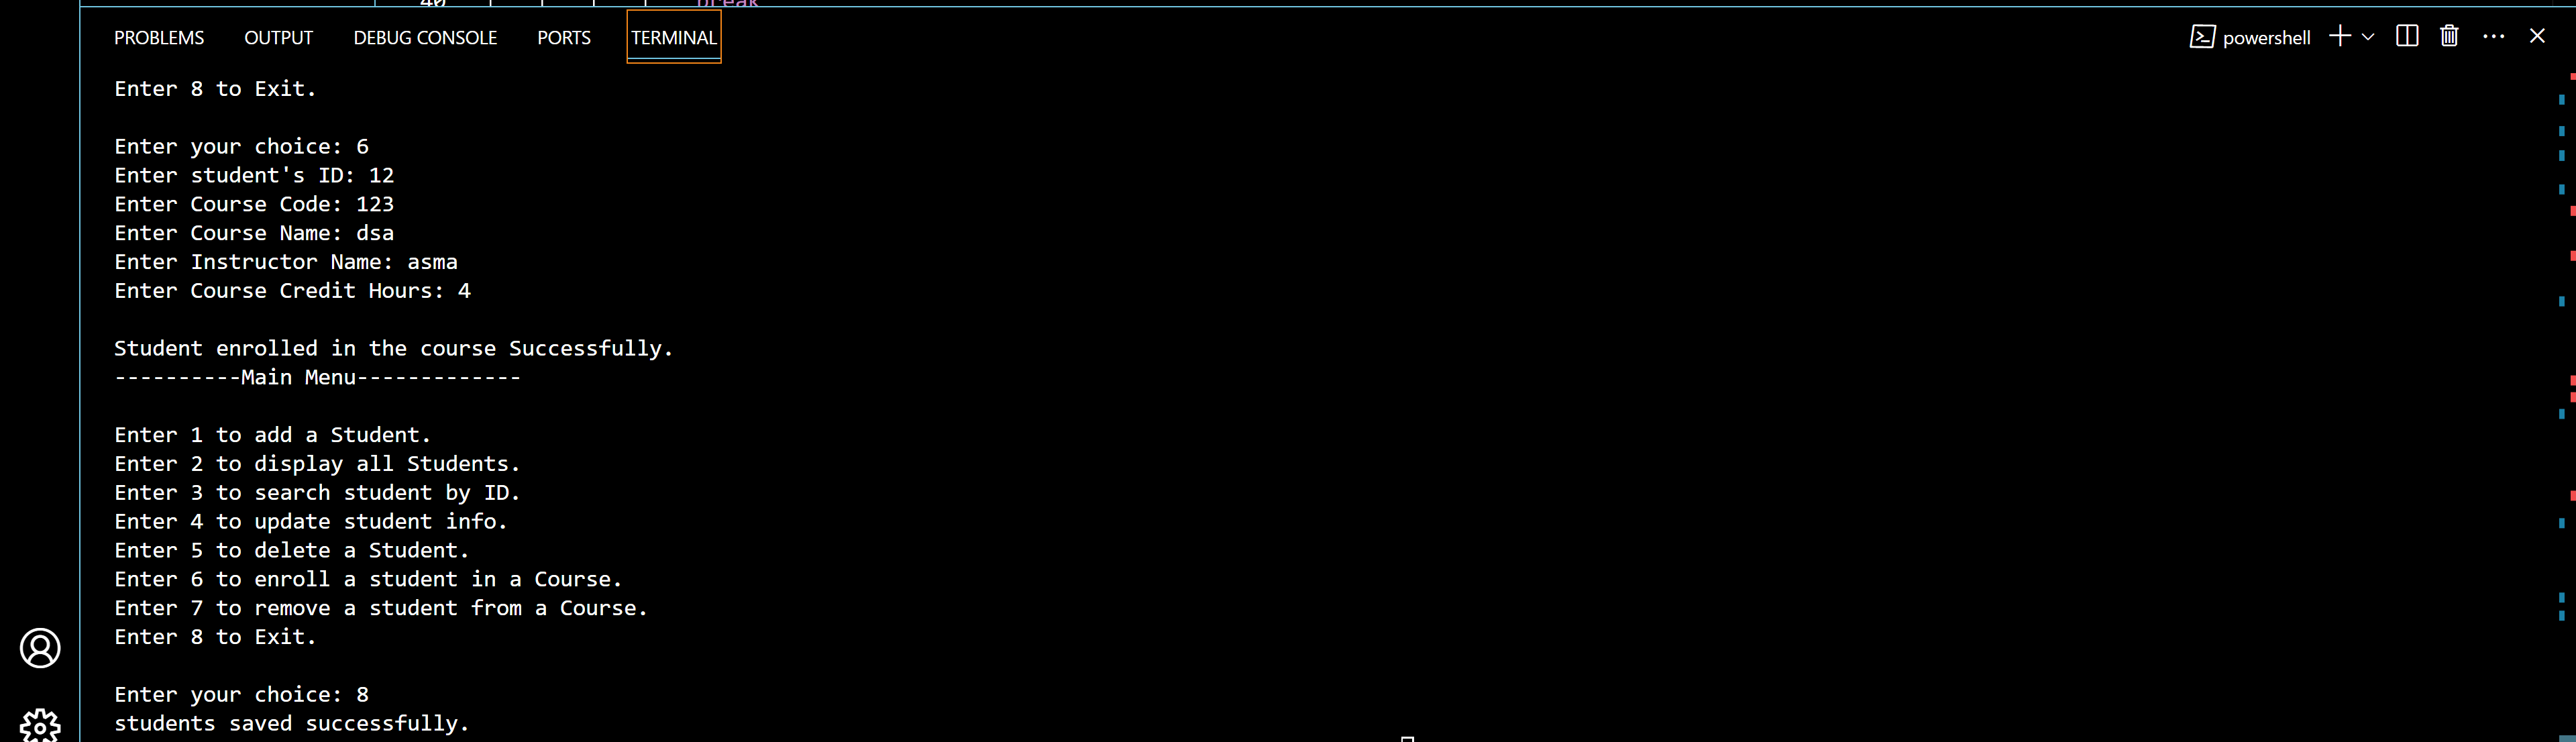 40 break
PROBLEMS OUTPUT DEBUG CONSOLE PORTS TERMINAL powershell
Enter 8 to Exit.
Enter your choice: 6
Enter student's ID: 12
Enter Course Code: 123
Enter Course Name: dsa
Enter Instructor Name: asma
Enter Course Credit Hours: 4
Student enrolled in the course Successfully.
----------Main Menu-------------
Enter 1 to add a Student.
Enter 2 to display all Students.
Enter 3 to search student by ID.
Enter 4 to update student info.
Enter 5 to delete a Student.
Enter 6 to enroll a student in a Course.
Enter 7 to remove a student from a Course.
Enter 8 to Exit.
Enter your choice: 8
students saved successfully.